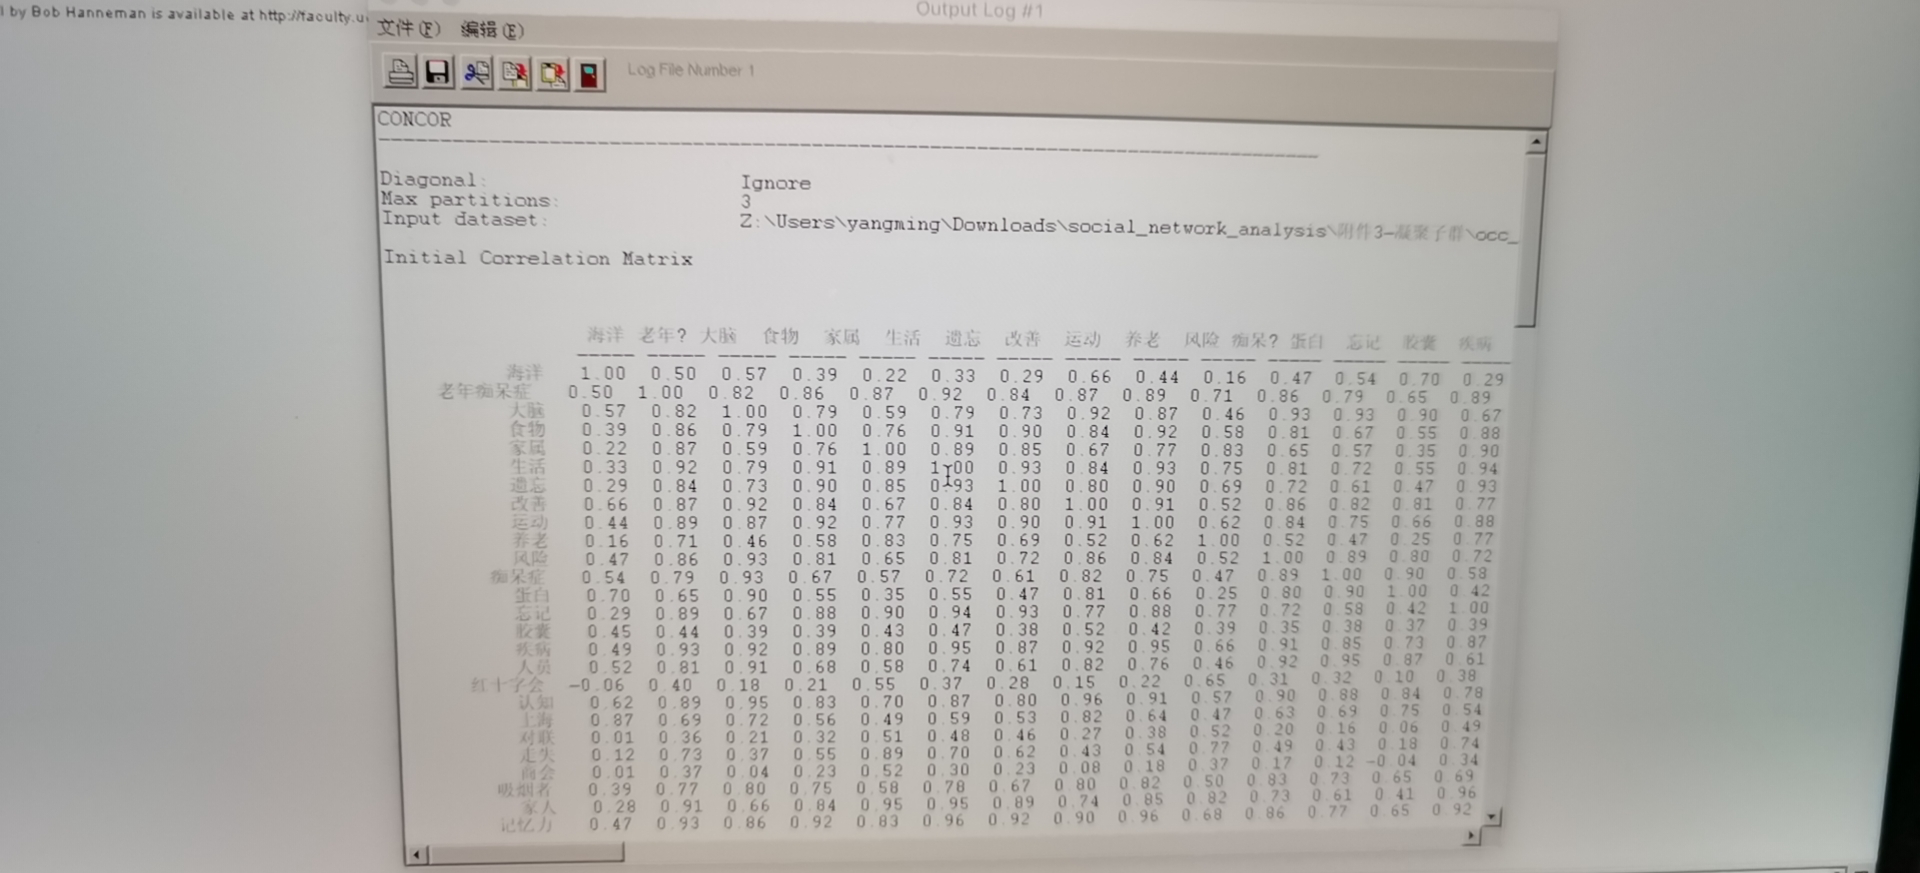 l by Bob Hanneman is available at http://faculty.u
Output Log #1
文件(F) 编辑(E)
Log File Number 1
CONCOR
Diagonal: Ignore
Max partitions: 3
Input dataset: Z:\Users\yangming\Downloads\social_network_analysis\附件3-凝聚子群\occ_
Initial Correlation Matrix
海洋 老年? 大脑 食物 家属 生活 遗忘 改善 运动 养老 风险 痴呆? 蛋白 忘记 胶囊 疾病
海洋 1.00 0.50 0.57 0.39 0.22 0.33 0.29 0.66 0.44 0.16 0.47 0.54 0.70 0.29
老年痴呆症 0.50 1.00 0.82 0.86 0.87 0.92 0.84 0.87 0.89 0.71 0.86 0.79 0.65 0.89
大脑 0.57 0.82 1.00 0.79 0.59 0.79 0.73 0.92 0.87 0.46 0.93 0.93 0.90 0.67
食物 0.39 0.86 0.79 1.00 0.76 0.91 0.90 0.84 0.92 0.58 0.81 0.67 0.55 0.88
家属 0.22 0.87 0.59 0.76 1.00 0.89 0.85 0.67 0.77 0.83 0.65 0.57 0.35 0.90
生活 0.33 0.92 0.79 0.91 0.89 1.00 0.93 0.84 0.93 0.75 0.81 0.72 0.55 0.94
遗忘 0.29 0.84 0.73 0.90 0.85 0.93 1.00 0.80 0.90 0.69 0.72 0.61 0.47 0.93
改善 0.66 0.87 0.92 0.84 0.67 0.84 0.80 1.00 0.91 0.52 0.86 0.82 0.81 0.77
运动 0.44 0.89 0.87 0.92 0.77 0.93 0.90 0.91 1.00 0.62 0.84 0.75 0.66 0.88
养老 0.16 0.71 0.46 0.58 0.83 0.75 0.69 0.52 0.62 1.00 0.52 0.47 0.25 0.77
风险 0.47 0.86 0.93 0.81 0.65 0.81 0.72 0.86 0.84 0.52 1.00 0.89 0.80 0.72
痴呆症 0.54 0.79 0.93 0.67 0.57 0.72 0.61 0.82 0.75 0.47 0.89 1.00 0.90 0.58
蛋白 0.70 0.65 0.90 0.55 0.35 0.55 0.47 0.81 0.66 0.25 0.80 0.90 1.00 0.42
忘记 0.29 0.89 0.67 0.88 0.90 0.94 0.93 0.77 0.88 0.77 0.72 0.58 0.42 1.00
胶囊 0.45 0.44 0.39 0.39 0.43 0.47 0.38 0.52 0.42 0.39 0.35 0.38 0.37 0.39
疾病 0.49 0.93 0.92 0.89 0.80 0.95 0.87 0.92 0.95 0.66 0.91 0.85 0.73 0.87
人员 0.52 0.81 0.91 0.68 0.58 0.74 0.61 0.82 0.76 0.46 0.92 0.95 0.87 0.61
红十字会 -0.06 0.40 0.18 0.21 0.55 0.37 0.28 0.15 0.22 0.65 0.31 0.32 0.10 0.38
认知 0.62 0.89 0.95 0.83 0.70 0.87 0.80 0.96 0.91 0.57 0.90 0.88 0.84 0.78
上海 0.87 0.69 0.72 0.56 0.49 0.59 0.53 0.82 0.64 0.47 0.63 0.69 0.75 0.54
对联 0.01 0.36 0.21 0.32 0.51 0.48 0.46 0.27 0.38 0.52 0.20 0.16 0.06 0.49
走失 0.12 0.73 0.37 0.55 0.89 0.70 0.62 0.43 0.54 0.77 0.49 0.43 0.18 0.74
商会 0.01 0.37 0.04 0.23 0.52 0.30 0.23 0.08 0.18 0.37 0.17 0.12 -0.04 0.34
吸烟者 0.39 0.77 0.80 0.75 0.58 0.78 0.67 0.80 0.82 0.50 0.83 0.73 0.65 0.69
家人 0.28 0.91 0.66 0.84 0.95 0.95 0.89 0.74 0.85 0.82 0.73 0.61 0.41 0.96
记忆力 0.47 0.93 0.86 0.92 0.83 0.96 0.92 0.90 0.96 0.68 0.86 0.77 0.65 0.92